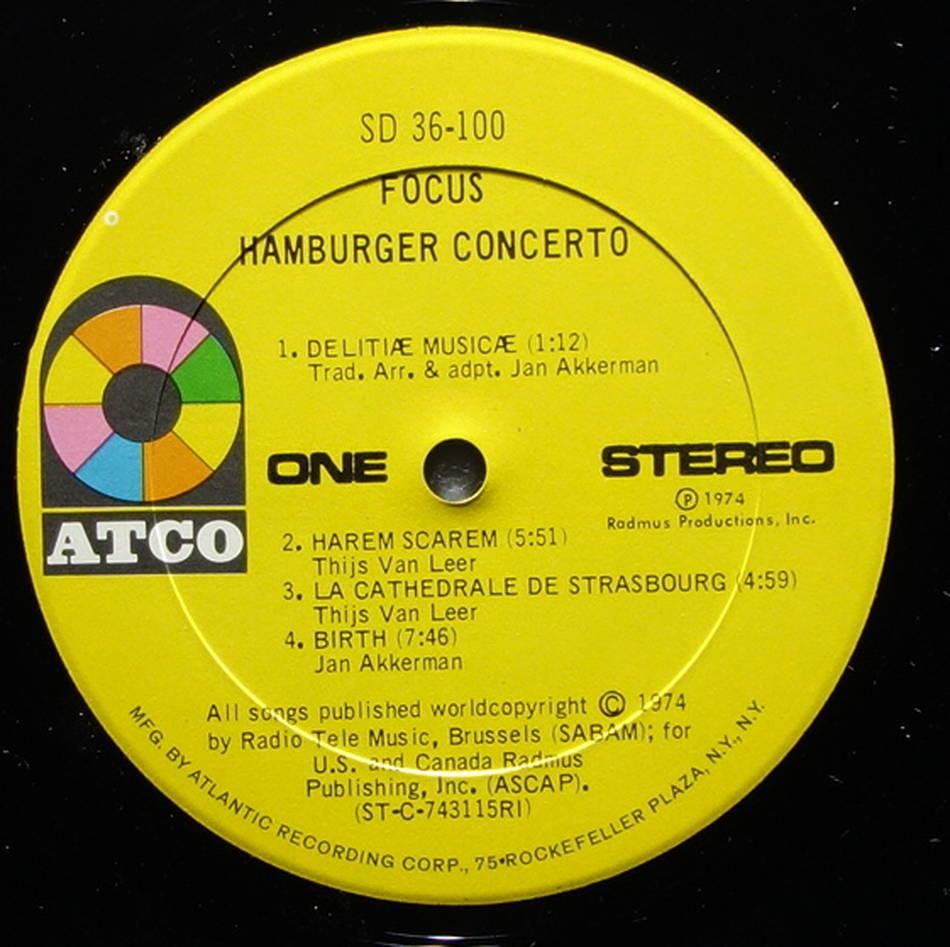 SD 36-100
FOCUS
HAMBURGER CONCERTO
1. DELITIÆ MUSICÆ (1:12)
Trad. Arr. & adpt. Jan Akkerman
ONE
STEREO
Ⓟ 1974
Radmus Productions, Inc.
ATCO
2. HAREM SCAREM (5:51)
Thijs Van Leer
3. LA CATHEDRALE DE STRASBOURG (4:59)
Thijs Van Leer
4. BIRTH (7:46)
Jan Akkerman
All songs published worldcopyright © 1974
by Radio Tele Music, Brussels (SABAM); for
U.S. and Canada Radmus
Publishing, Inc. (ASCAP).
(ST-C-743115RI)
MFG. BY ATLANTIC RECORDING CORP., 75•ROCKEFELLER PLAZA, N.Y., N.Y.